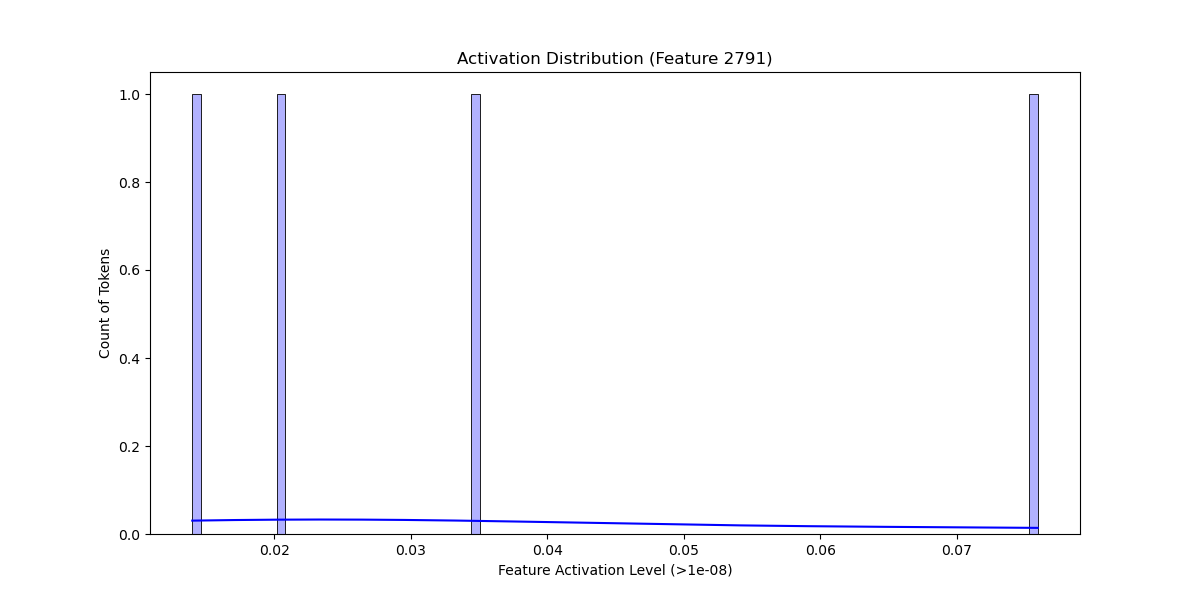 Activation Distribution (Feature 2791)
1.0
0.8
0.6
0.4
0.2
0.0
Count of Tokens
0.02 0.03 0.04 0.05 0.06 0.07
Feature Activation Level (>1e-08)